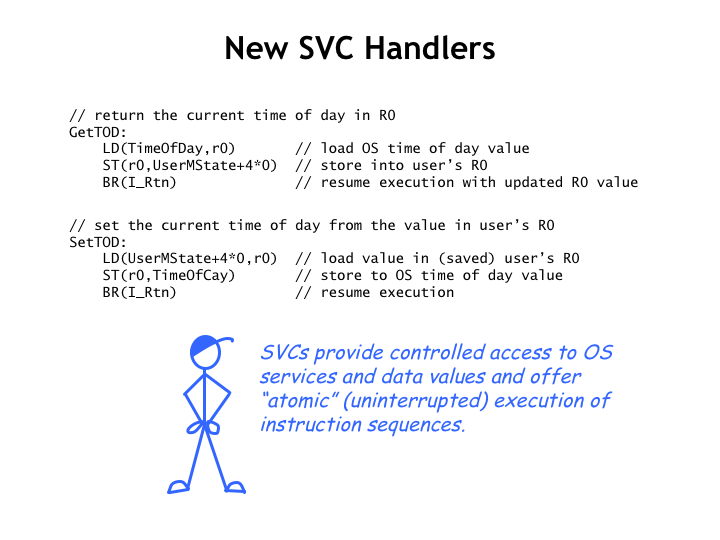 New SVC Handlers
// return the current time of day in R0
GetTOD:
    LD(TimeOfDay,r0)       // load OS time of day value
    ST(r0,UserMState+4*0)  // store into user’s R0
    BR(I_Rtn)              // resume execution with updated R0 value
// set the current time of day from the value in user’s R0
SetTOD:
    LD(UserMState+4*0,r0)  // load value in (saved) user’s R0
    ST(r0,TimeOfCay)       // store to OS time of day value
    BR(I_Rtn)              // resume execution
SVCs provide controlled access to OS
services and data values and offer
“atomic” (uninterrupted) execution of
instruction sequences.